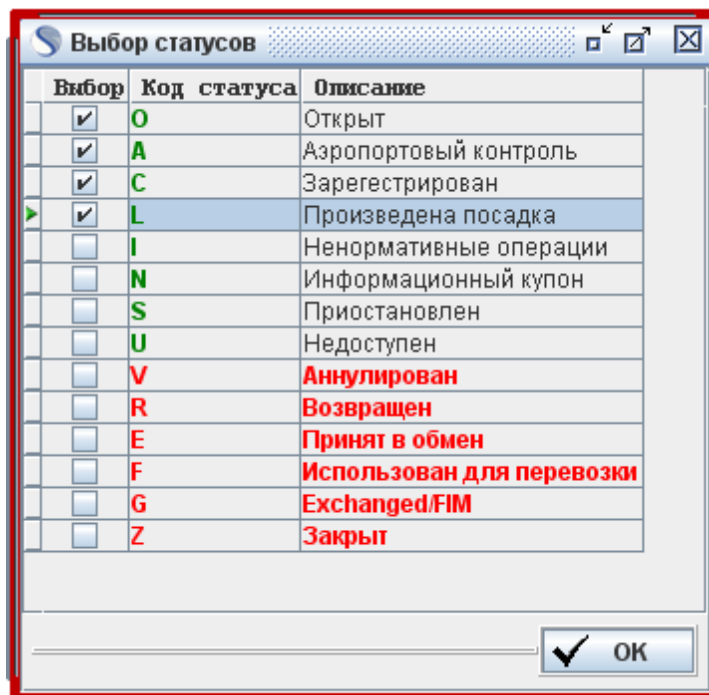 Выбор статусов
Выбор Код статуса Описание
O Открыт
A Аэропортовый контроль
C Зарегестрирован
L Произведена посадка
I Ненормативные операции
N Информационный купон
S Приостановлен
U Недоступен
V Аннулирован
R Возвращен
E Принят в обмен
F Использован для перевозки
G Exchanged/FIM
Z Закрыт
OK